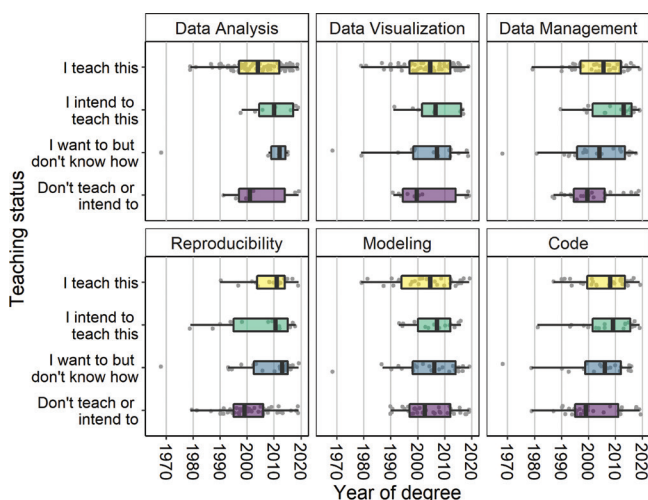 Data Analysis
Data Visualization
Data Management
I teach this
I intend to
teach this
I want to but
don't know how
Don't teach or
intend to
Teaching status
Reproducibility
Modeling
Code
I teach this
I intend to
teach this
I want to but
don't know how
Don't teach or
intend to
1970
1980
1990
2000
2010
2020
1970
1980
1990
2000
2010
2020
1970
1980
1990
2000
2010
2020
Year of degree